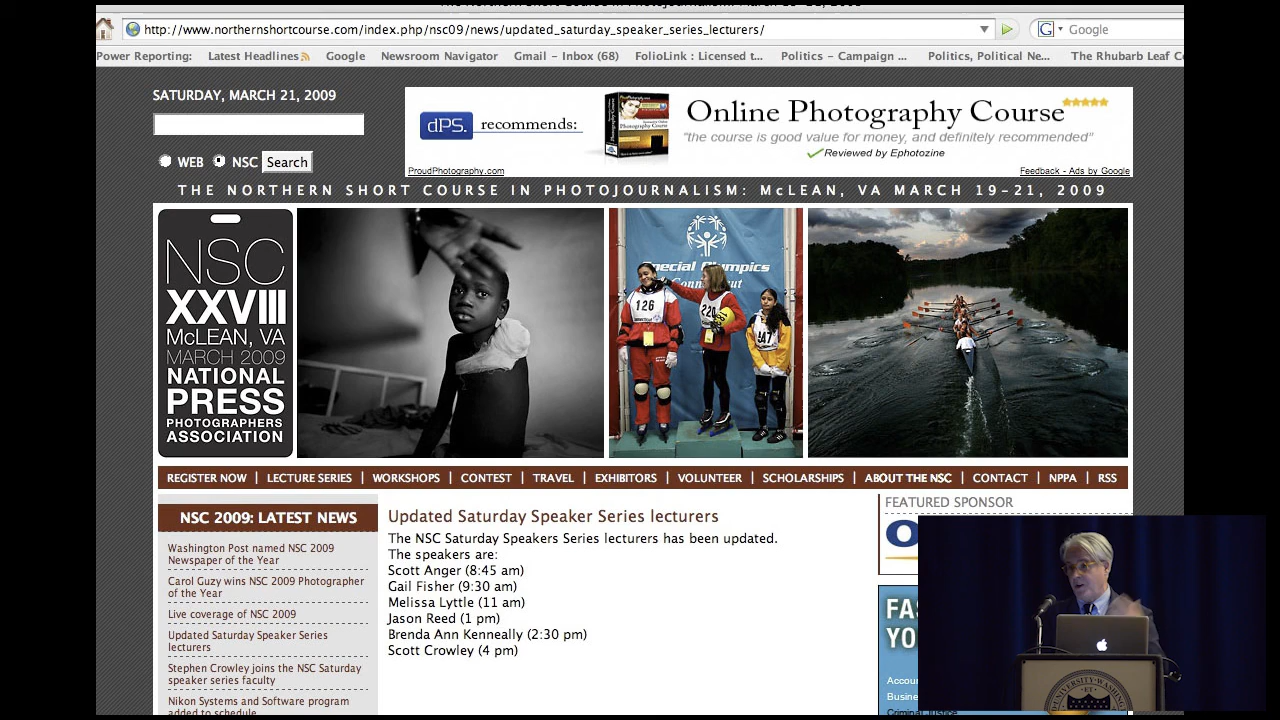 http://www.northernshortcourse.com/index.php/nsc09/news/updated_saturday_speaker_series_lecturers/
Google
Power Reporting:
Latest Headlines
Google
Newsroom Navigator
Gmail - Inbox (68)
FolioLink : Licensed t...
Politics - Campaign ...
Politics, Political Ne...
The Rhubarb Leaf C
SATURDAY, MARCH 21, 2009
WEB NSC Search
dPS. recommends:
Online Photography Course
"the course is good value for money, and definitely recommended"
Reviewed by Ephotozine
ProudPhotography.com
Feedback - Ads by Google
THE NORTHERN SHORT COURSE IN PHOTOJOURNALISM: McLEAN, VA MARCH 19-21, 2009
NSC
XXVIII
McLEAN, VA
MARCH 2009
NATIONAL
PRESS
PHOTOGRAPHERS
ASSOCIATION
Special Olympics
Connecticut
126
220
REGISTER NOW | LECTURE SERIES | WORKSHOPS | CONTEST | TRAVEL | EXHIBITORS | VOLUNTEER | SCHOLARSHIPS | ABOUT THE NSC | CONTACT | NPPA | RSS
NSC 2009: LATEST NEWS
Washington Post named NSC 2009
Newspaper of the Year
Carol Guzy wins NSC 2009 Photographer
of the Year
Live coverage of NSC 2009
Updated Saturday Speaker Series
lecturers
Stephen Crowley joins the NSC Saturday
speaker series faculty
Nikon Systems and Software program
added to schedule
Updated Saturday Speaker Series lecturers
The NSC Saturday Speakers Series lecturers has been updated.
The speakers are:
Scott Anger (8:45 am)
Gail Fisher (9:30 am)
Melissa Lyttle (11 am)
Jason Reed (1 pm)
Brenda Ann Kenneally (2:30 pm)
Scott Crowley (4 pm)
FEATURED SPONSOR
FAS
YO
Accou
Busine
Criminal Justice